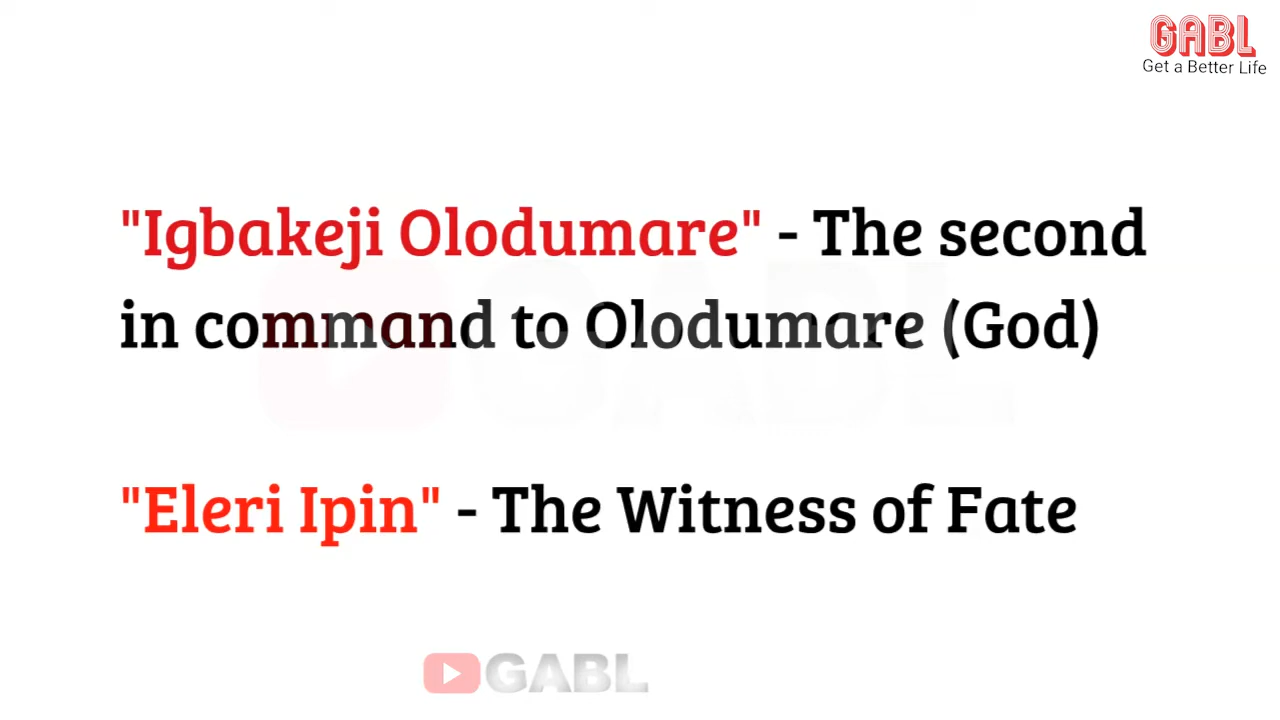 GABL
Get a Better Life
"Igbakeji Olodumare" - The second
in command to Olodumare (God)
GABL
"Eleri Ipin" - The Witness of Fate
GABL